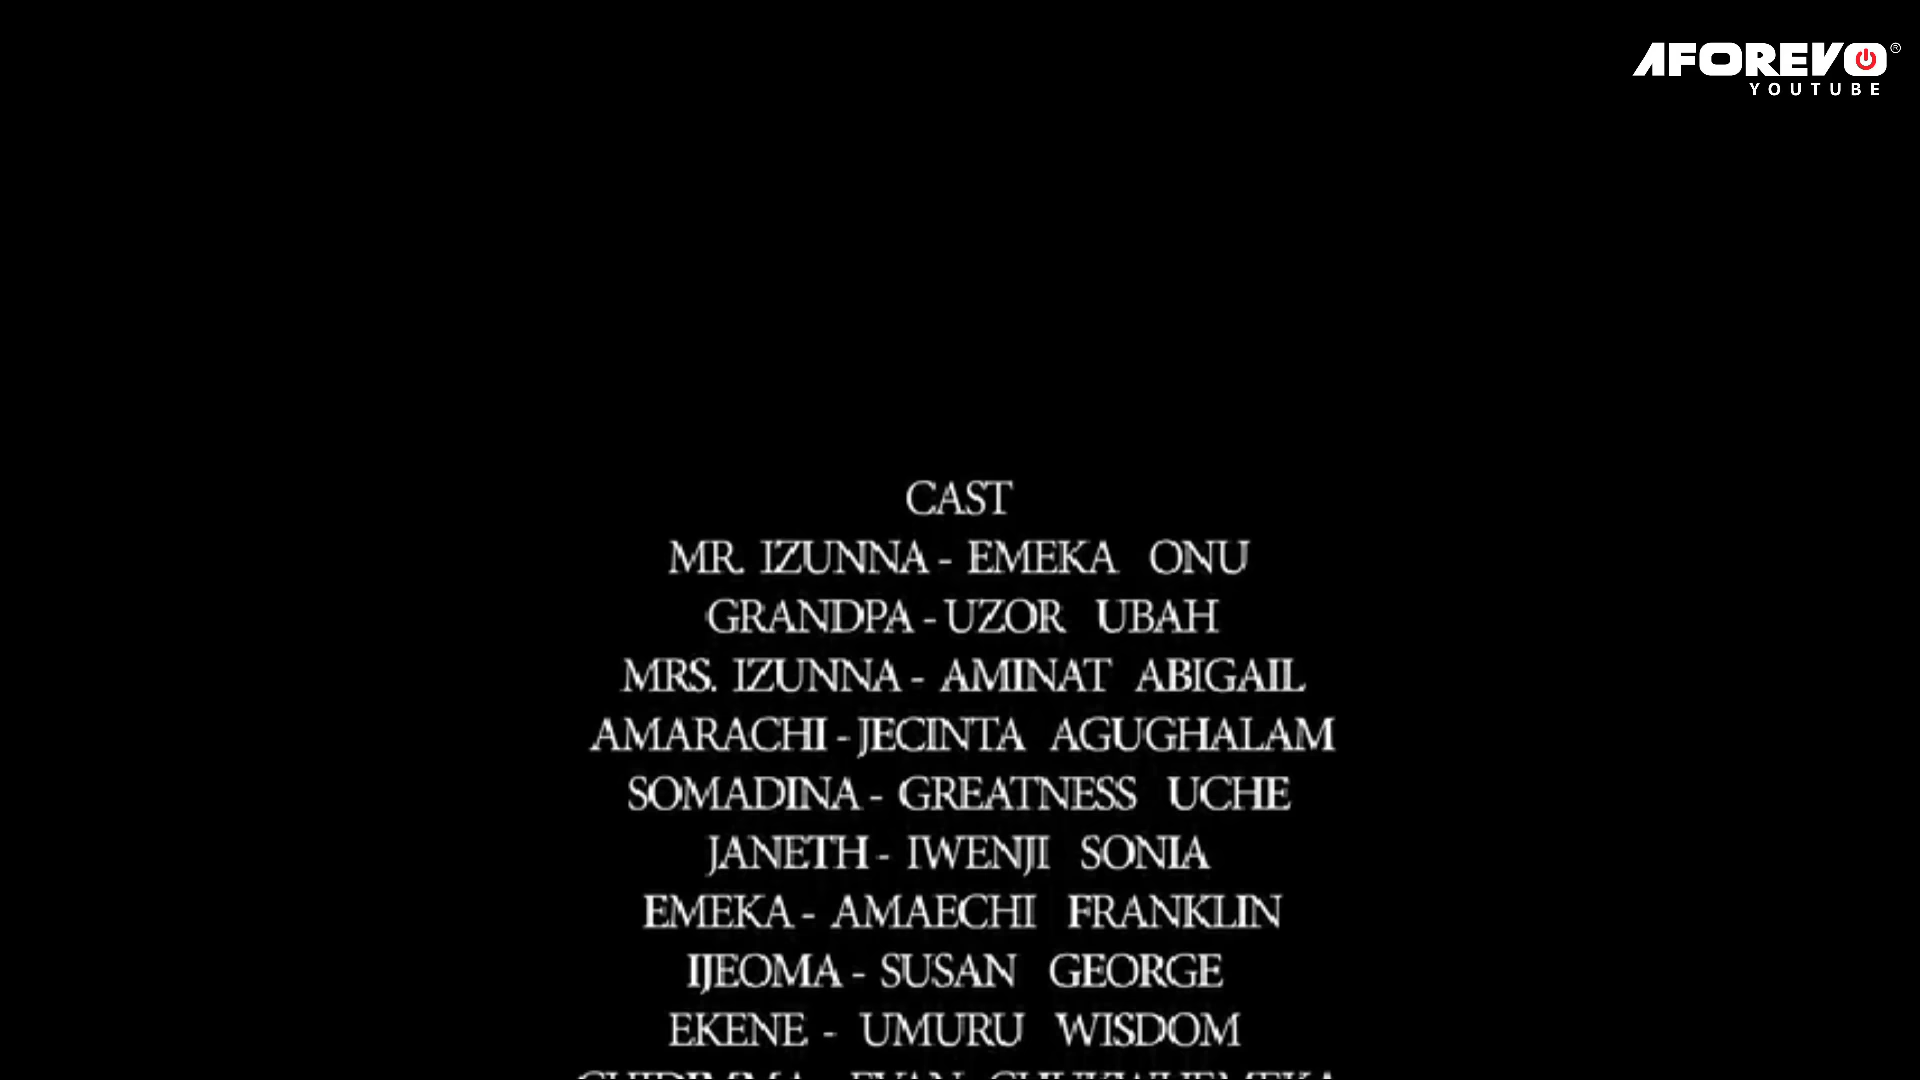 AFOREVO®
YOUTUBE
CAST
MR. IZUNNA - EMEKA ONU
GRANDPA - UZOR UBAH
MRS. IZUNNA - AMINAT ABIGAIL
AMARACHI - JECINTA AGUGHALAM
SOMADINA - GREATNESS UCHE
JANETH - IWENJI SONIA
EMEKA - AMAECHI FRANKLIN
IJEOMA - SUSAN GEORGE
EKENE - UMURU WISDOM